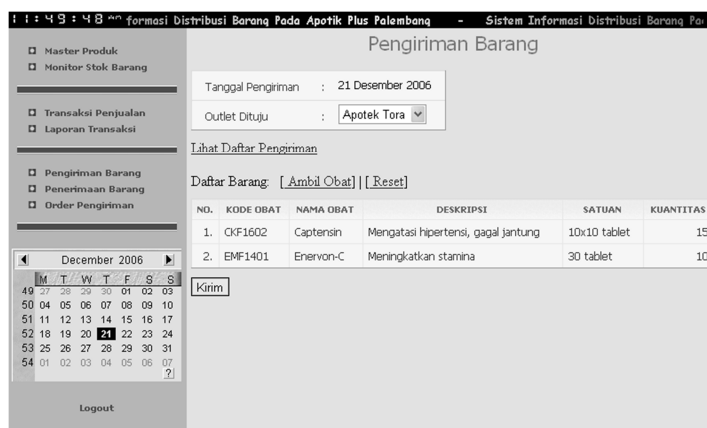 11:49:48 AM formasi Distribusi Barang Pada Apotik Plus Palembang - Sistem Informasi Distribusi Barang Pa
Master Produk
Monitor Stok Barang
Transaksi Penjualan
Laporan Transaksi
Pengiriman Barang
Penerimaan Barang
Order Pengiriman
December 2006
M T W T F S S
49 27 28 29 30 01 02 03
50 04 05 06 07 08 09 10
51 11 12 13 14 15 16 17
52 18 19 20 21 22 23 24
53 25 26 27 28 29 30 31
54 01 02 03 04 05 06 07
?
Logout
Pengiriman Barang
Tanggal Pengiriman : 21 Desember 2006
Outlet Dituju : Apotek Tora
Lihat Daftar Pengiriman
Daftar Barang: [ Ambil Obat] | [ Reset]
NO. KODE OBAT NAMA OBAT DESKRIPSI SATUAN KUANTITAS
1. CKF1602 Captensin Mengatasi hipertensi, gagal jantung 10x10 tablet 15
2. EMF1401 Enervon-C Meningkatkan stamina 30 tablet 10
Kirim